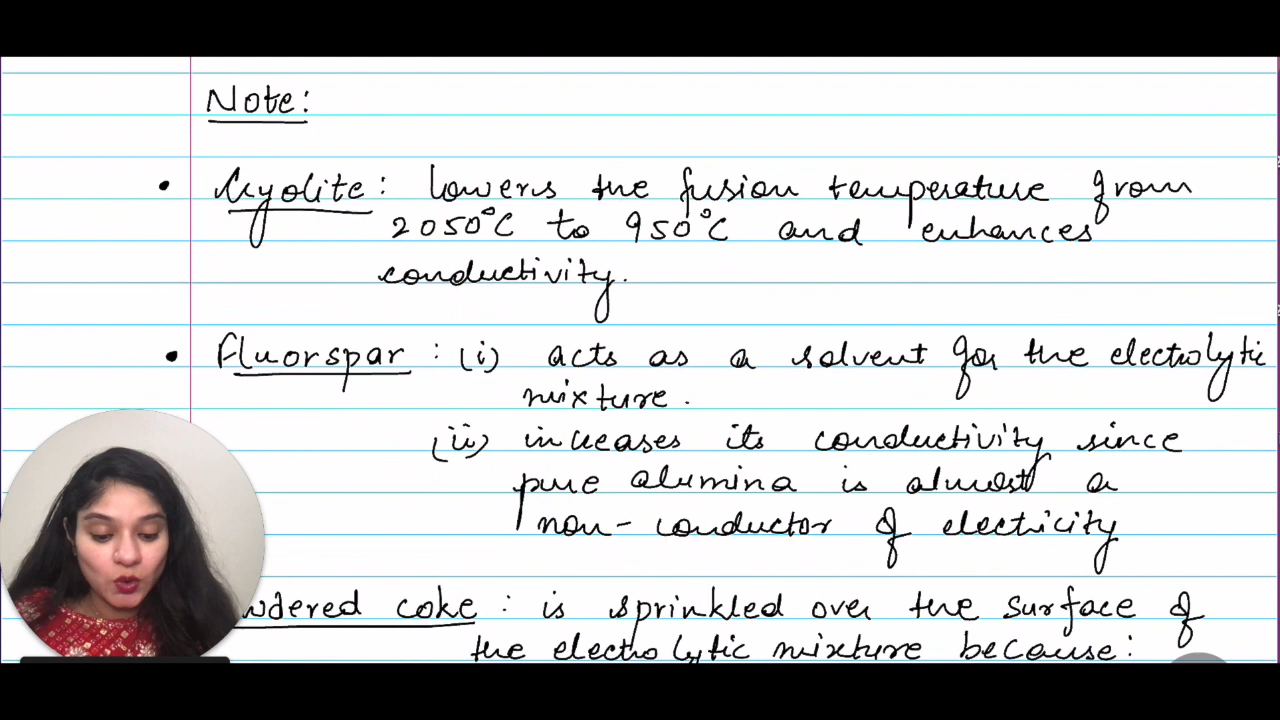 Note:
• Cryolite: lowers the fusion temperature from
2050°C to 950°C and enhances
conductivity.
• Fluorspar: (i) acts as a solvent for the electrolytic
mixture.
(ii) increases its conductivity since
pure alumina is almost a
non-conductor of electricity
coke: is sprinkled over the surface of
the electrolytic mixture because: